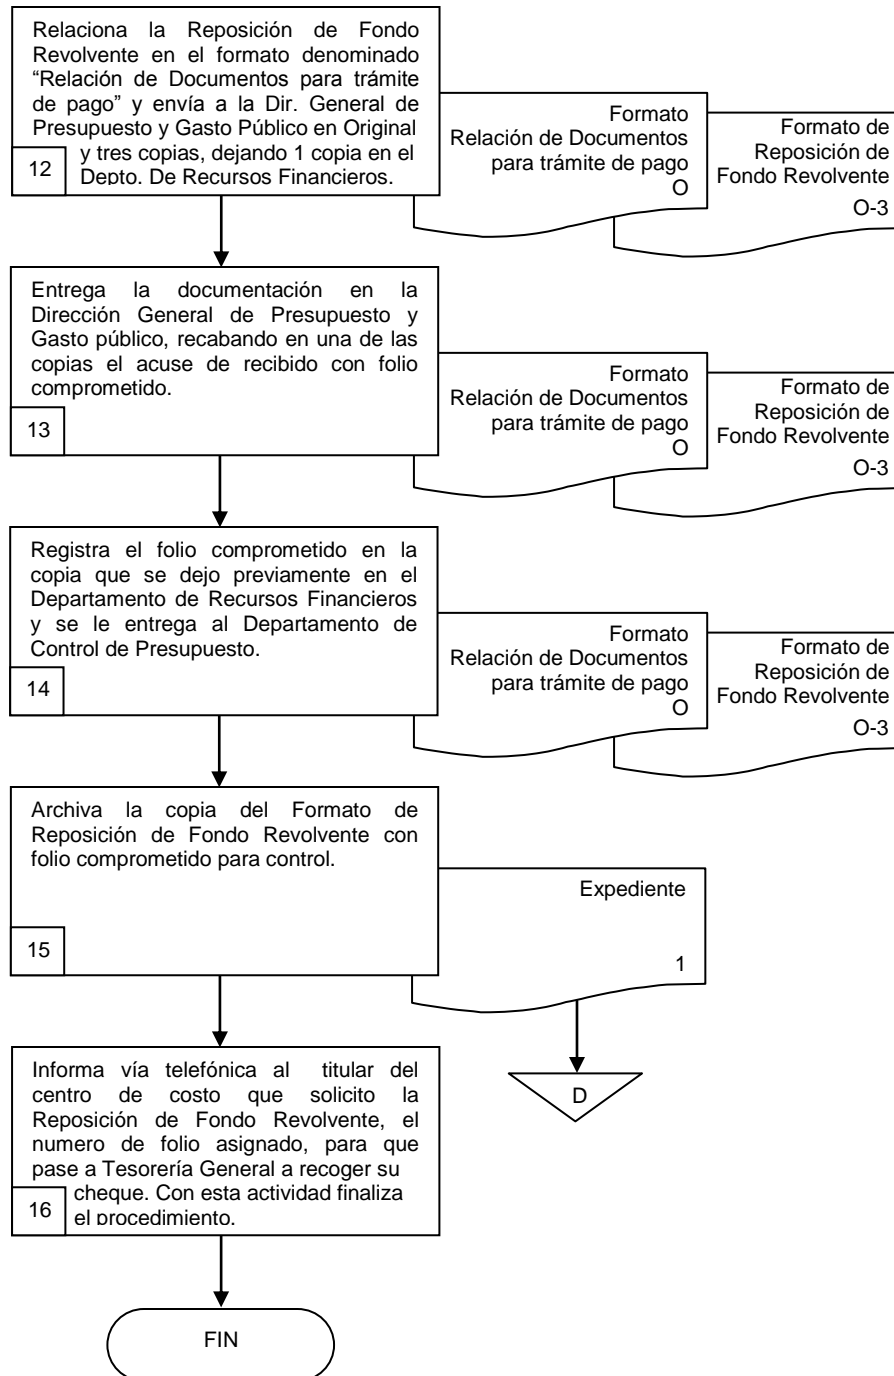 Relaciona la Reposición de Fondo
Revolvente en el formato denominado
“Relación de Documentos para trámite
de pago” y envía a la Dir. General de
Presupuesto y Gasto Público en Original
y tres copias, dejando 1 copia en el
Depto. De Recursos Financieros.
12
Formato
Relación de Documentos
para trámite de pago
O
Formato de
Reposición de
Fondo Revolvente
O-3
Entrega la documentación en la
Dirección General de Presupuesto y
Gasto público, recabando en una de las
copias el acuse de recibido con folio
comprometido.
13
Formato
Relación de Documentos
para trámite de pago
O
Formato de
Reposición de
Fondo Revolvente
O-3
Registra el folio comprometido en la
copia que se dejo previamente en el
Departamento de Recursos Financieros
y se le entrega al Departamento de
Control de Presupuesto.
14
Formato
Relación de Documentos
para trámite de pago
O
Formato de
Reposición de
Fondo Revolvente
O-3
Archiva la copia del Formato de
Reposición de Fondo Revolvente con
folio comprometido para control.
15
Expediente
1
D
Informa vía telefónica al titular del
centro de costo que solicito la
Reposición de Fondo Revolvente, el
numero de folio asignado, para que
pase a Tesorería General a recoger su
cheque. Con esta actividad finaliza
el procedimiento.
16
FIN